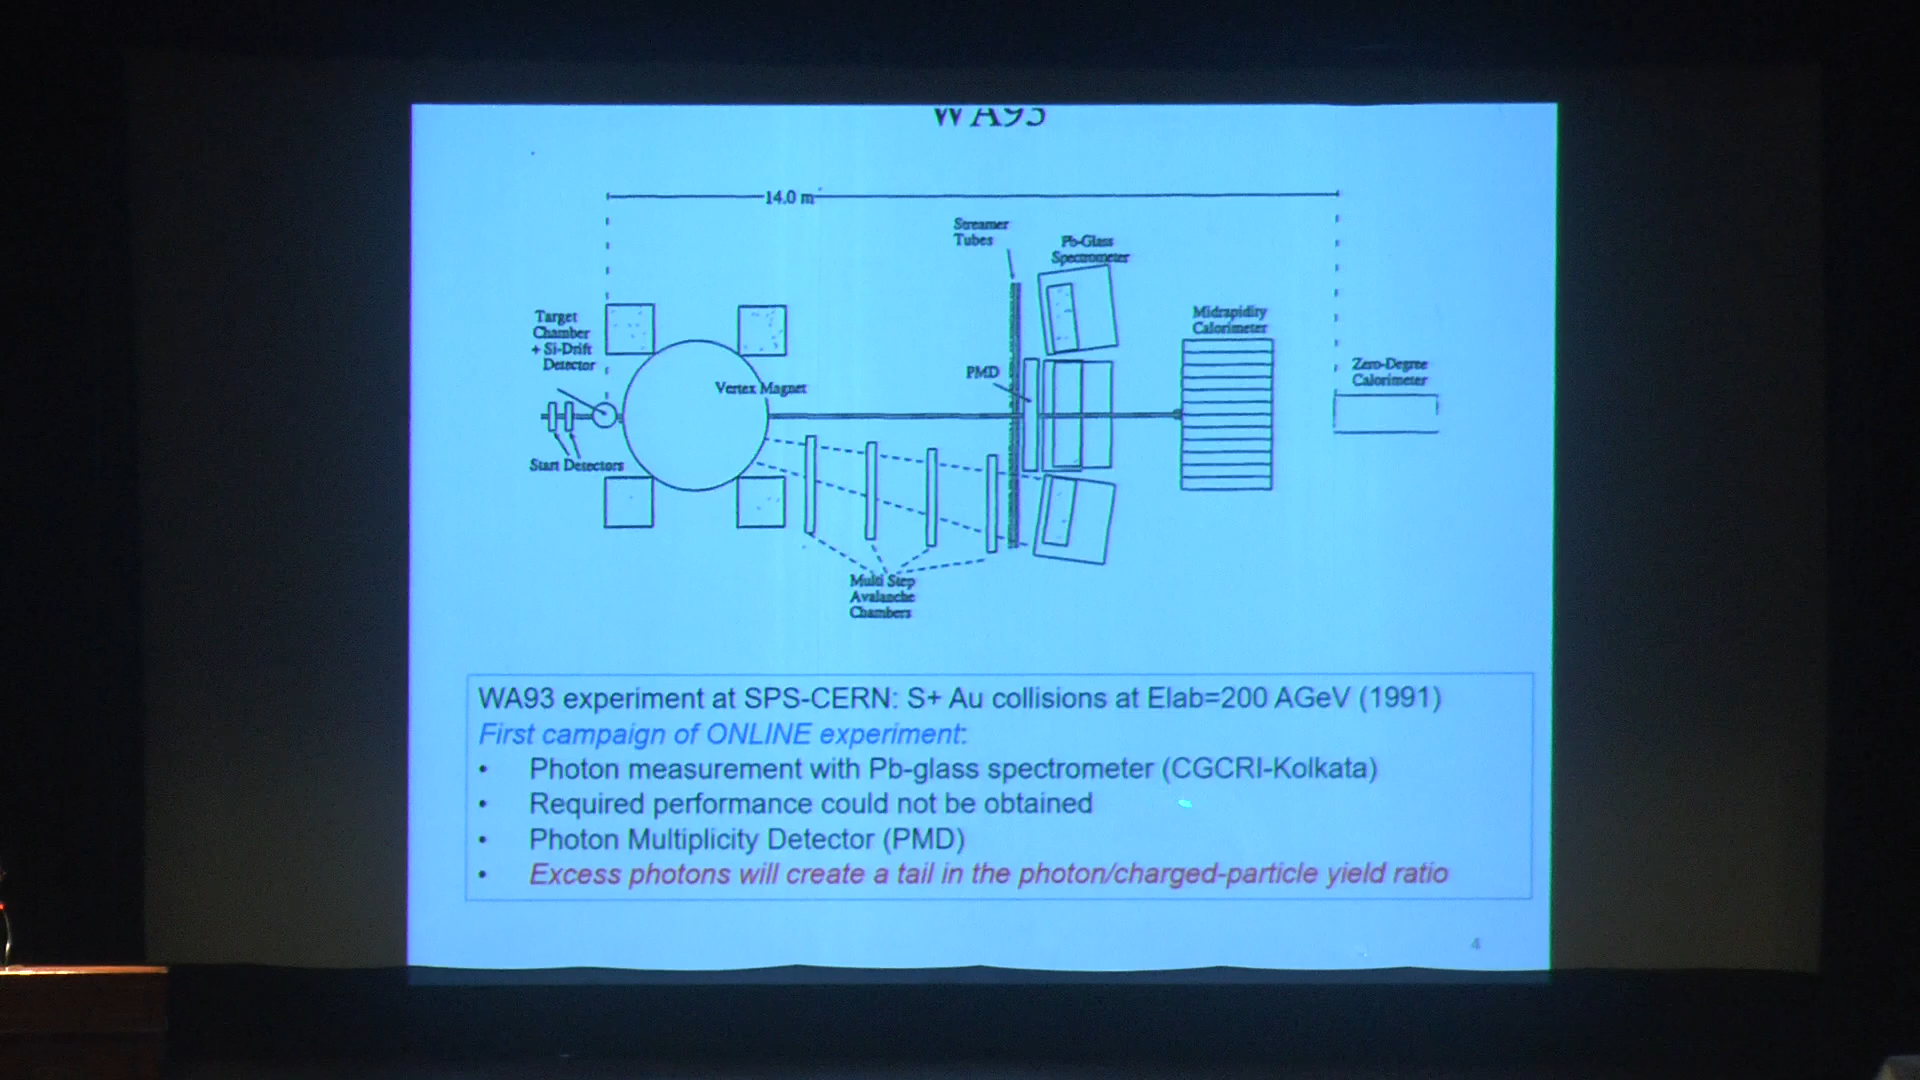 WA93
14.0 m
Streamer
Tubes
Pb-Glass
Spectrometer
Target
Chamber
+ Si-Drift
Detector
Midrapidity
Calorimeter
PMD
Zero-Degree
Calorimeter
Vertex Magnet
Start Detectors
Multi Step
Avalanche
Chambers
WA93 experiment at SPS-CERN: S+ Au collisions at Elab=200 AGeV (1991)
First campaign of ONLINE experiment:
• Photon measurement with Pb-glass spectrometer (CGCRI-Kolkata)
• Required performance could not be obtained
• Photon Multiplicity Detector (PMD)
• Excess photons will create a tail in the photon/charged-particle yield ratio
4